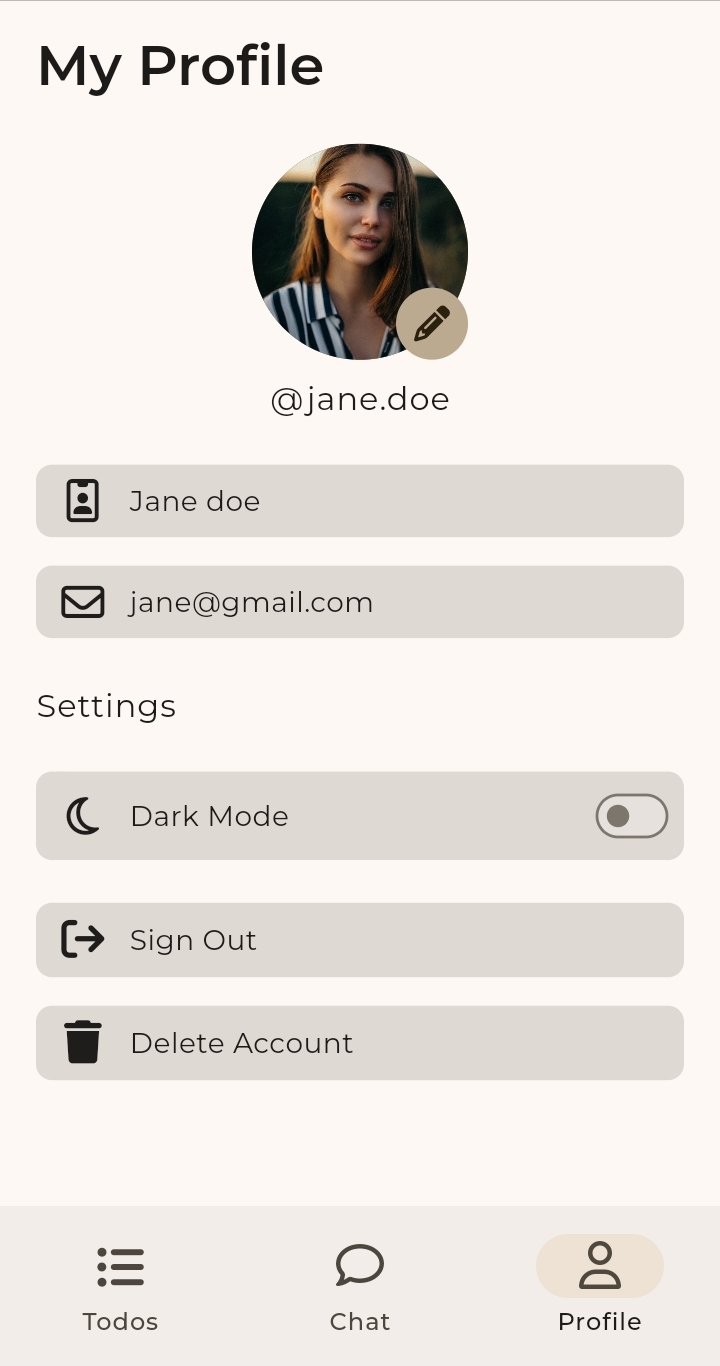 My Profile
@jane.doe
Jane doe
jane@gmail.com
Settings
Dark Mode
Sign Out
Delete Account
Todos
Chat
Profile